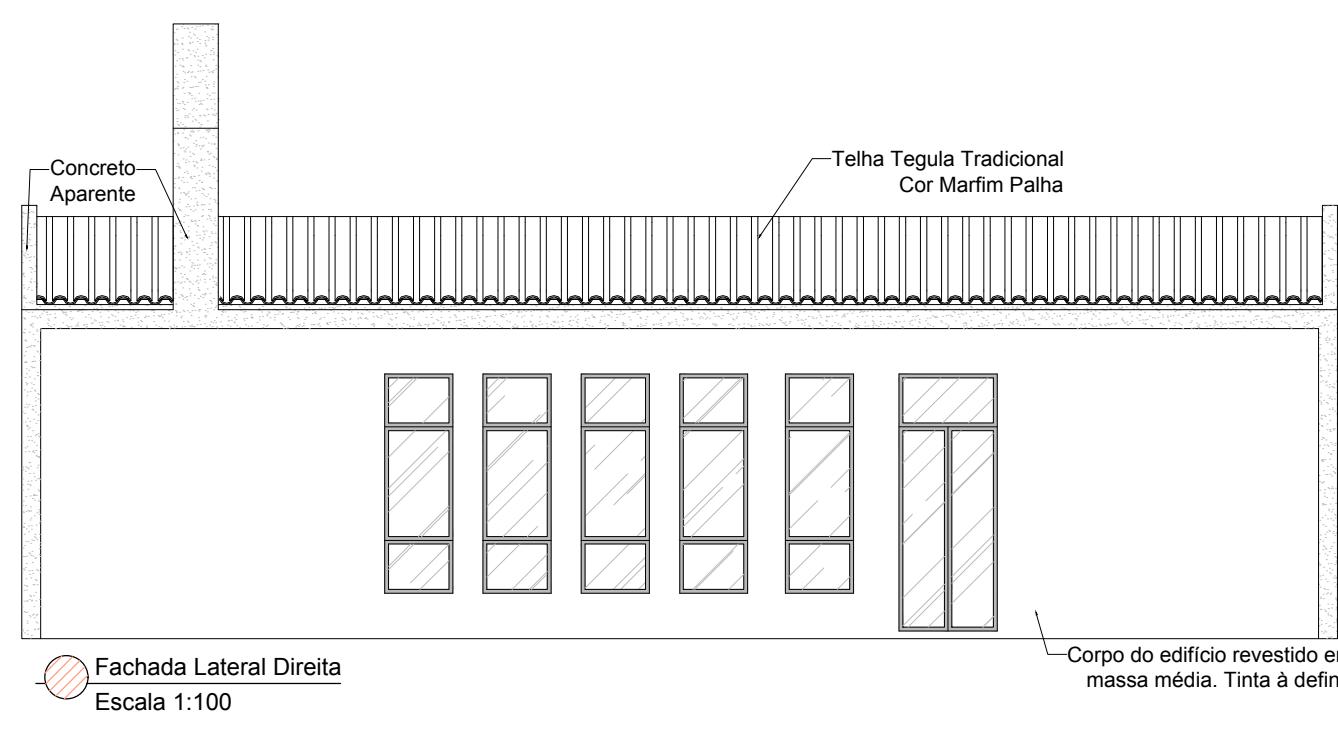 Concreto
Aparente
Telha Tegula Tradicional
Cor Marfim Palha
Corpo do edifício revestido
massa média. Tinta à
Fachada Lateral Direita
Escala 1:100